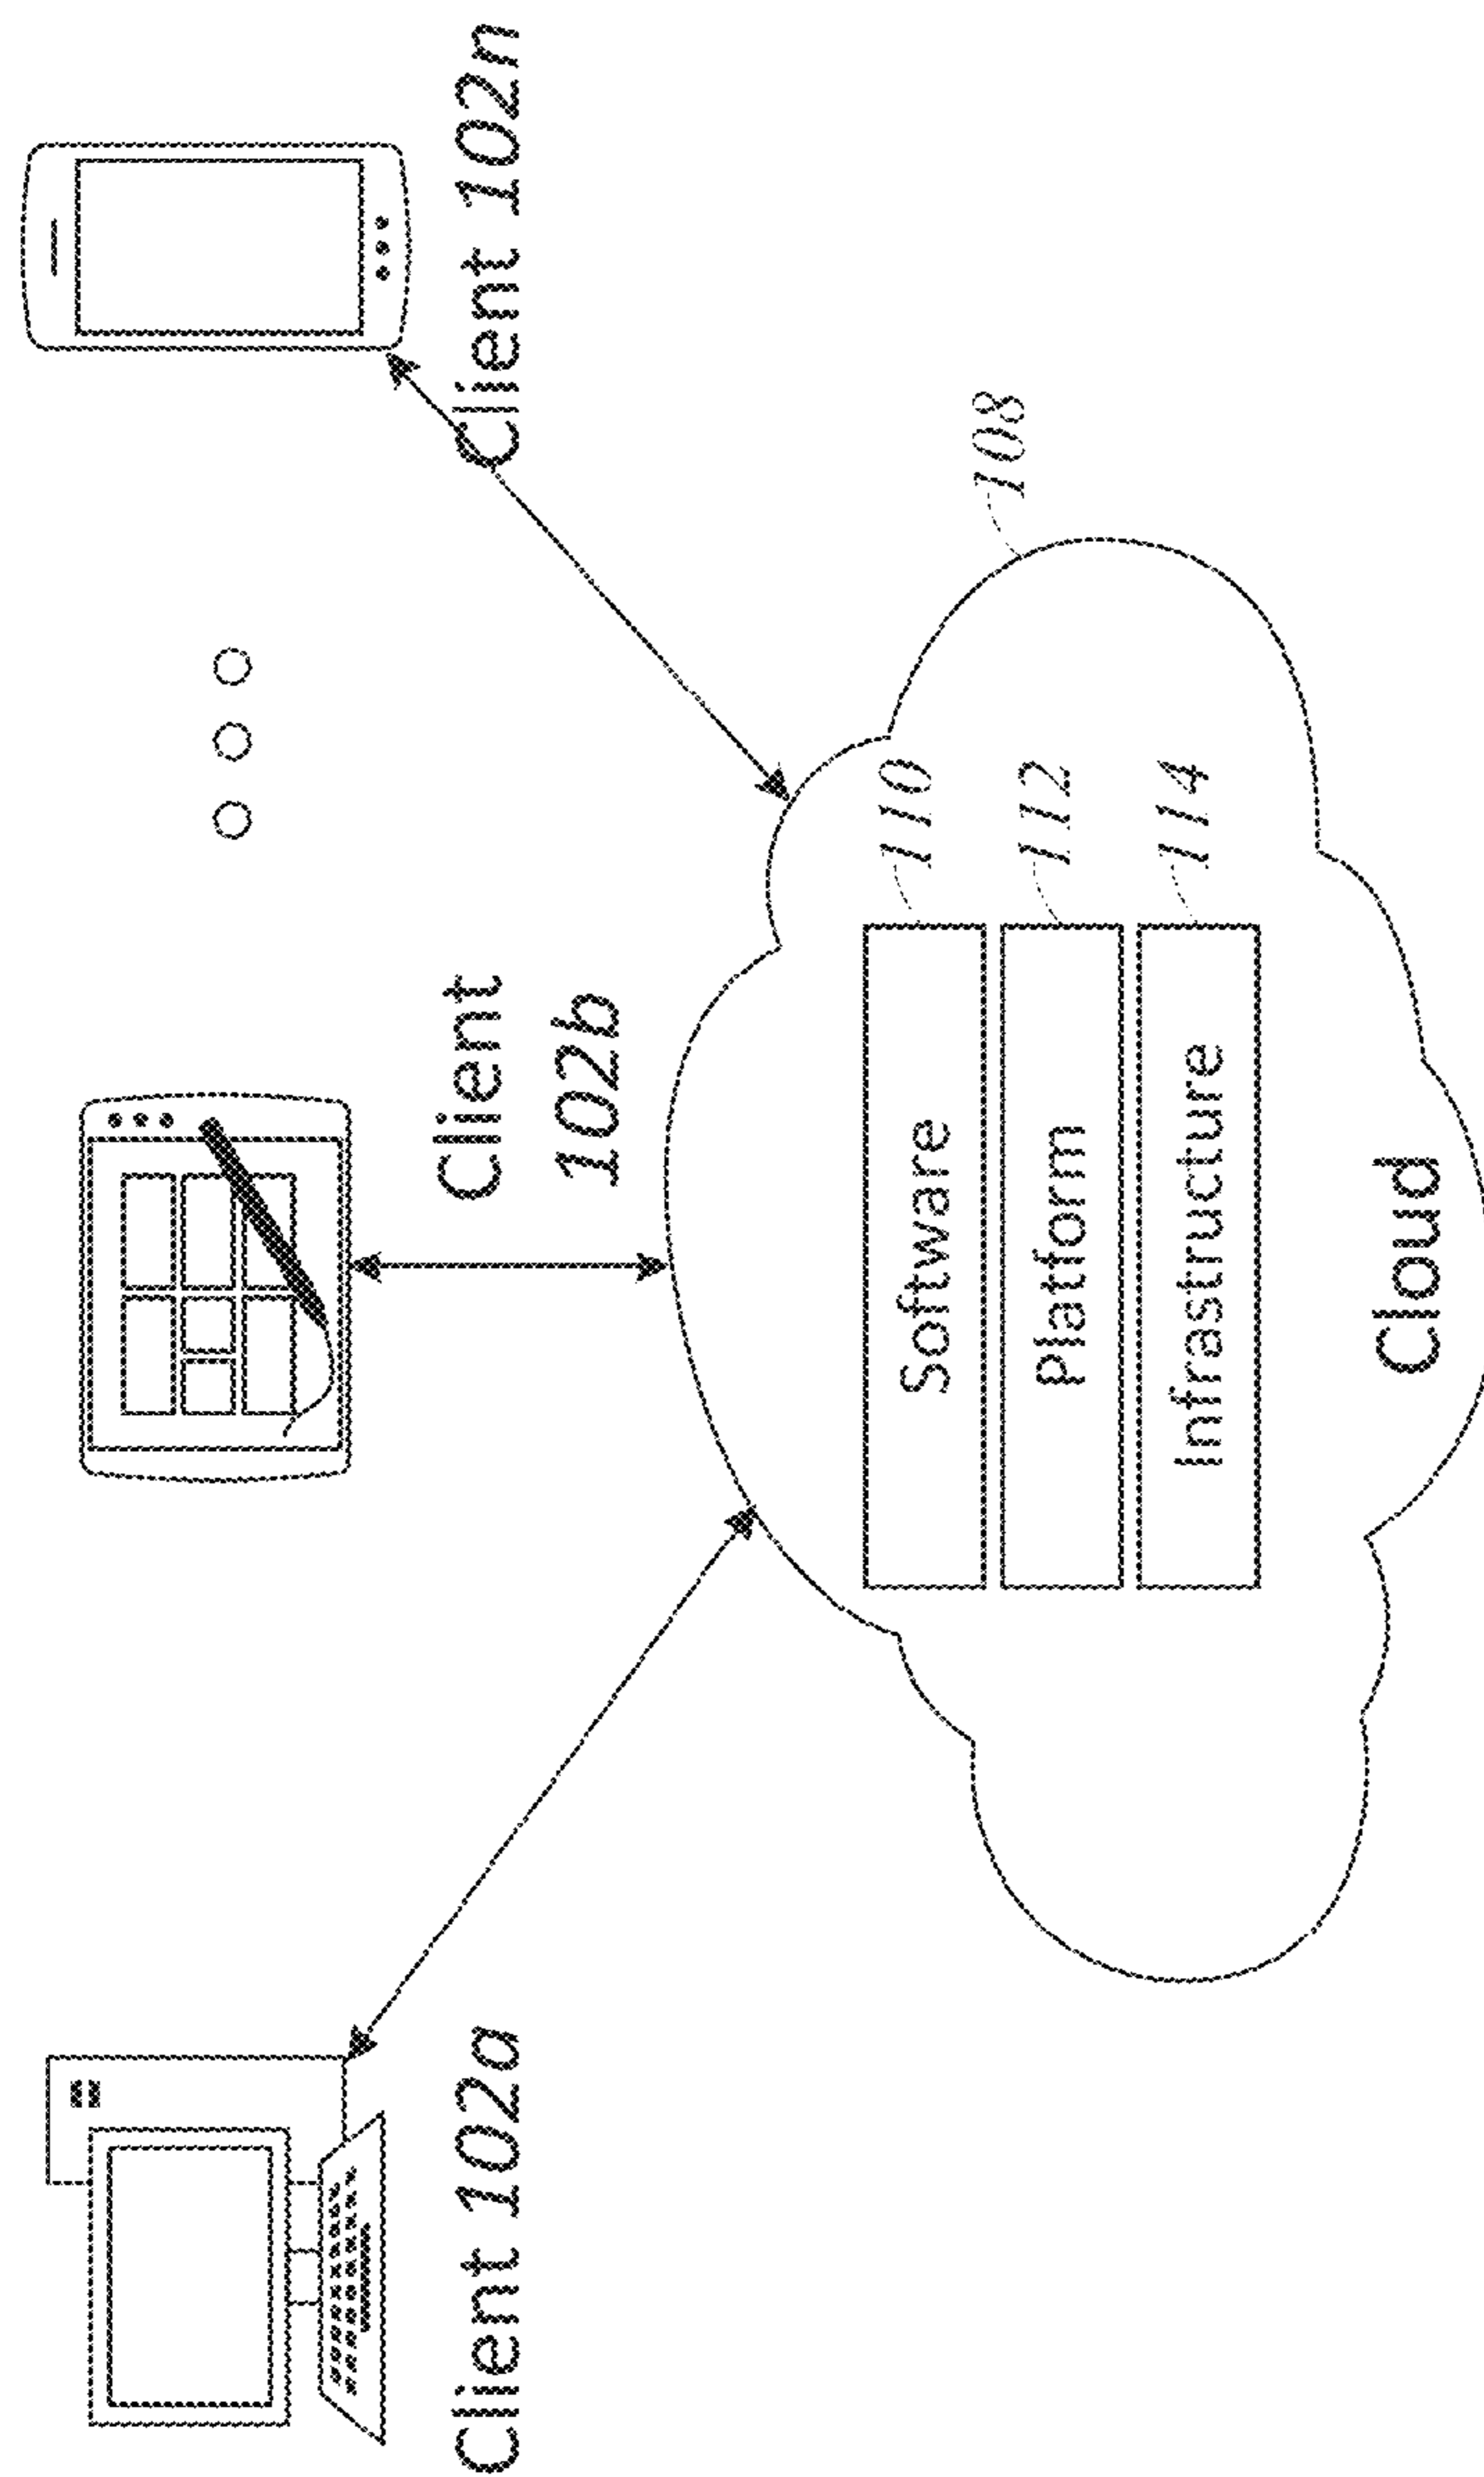 Client 102a
Client
102b
Client 102n
108
Software
110
Platform
112
Infrastructure
114
Cloud